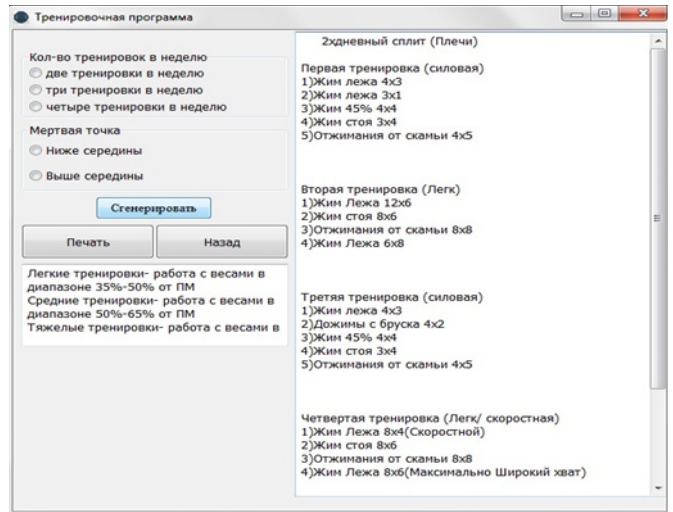 Тренировочная программа
Кол-во тренировок в неделю
две тренировки в неделю
три тренировки в неделю
четыре тренировки в неделю
Мертвая точка
Ниже середины
Выше середины
Сгенерировать
Печать
Назад
Легкие тренировки- работа с весами в
диапазоне 35%-50% от ПМ
Средние тренировки- работа с весами в
диапазоне 50%-65% от ПМ
Тяжелые тренировки- работа с весами в
2хдневный сплит (Плечи)
Первая тренировка (силовая)
1)Жим лежа 4х3
2)Жим лежа 3х1
3)Жим 45% 4х4
4)Жим стоя 3х4
5)Отжимания от скамьи 4х5
Вторая тренировка (Легк)
1)Жим Лежа 12х6
2)Жим стоя 8х6
3)Отжимания от скамьи 8х8
4)Жим Лежа 6х8
Третяя тренировка (силовая)
1)Жим лежа 4х3
2)Дожимы с бруска 4х2
3)Жим 45% 4х4
4)Жим стоя 3х4
5)Отжимания от скамьи 4х5
Четвертая тренировка (Легк/ скоростная)
1)Жим Лежа 8х4(Скоростной)
2)Жим стоя 8х6
3)Отжимания от скамьи 8х8
4)Жим Лежа 8х6(Максимально Широкий хват)